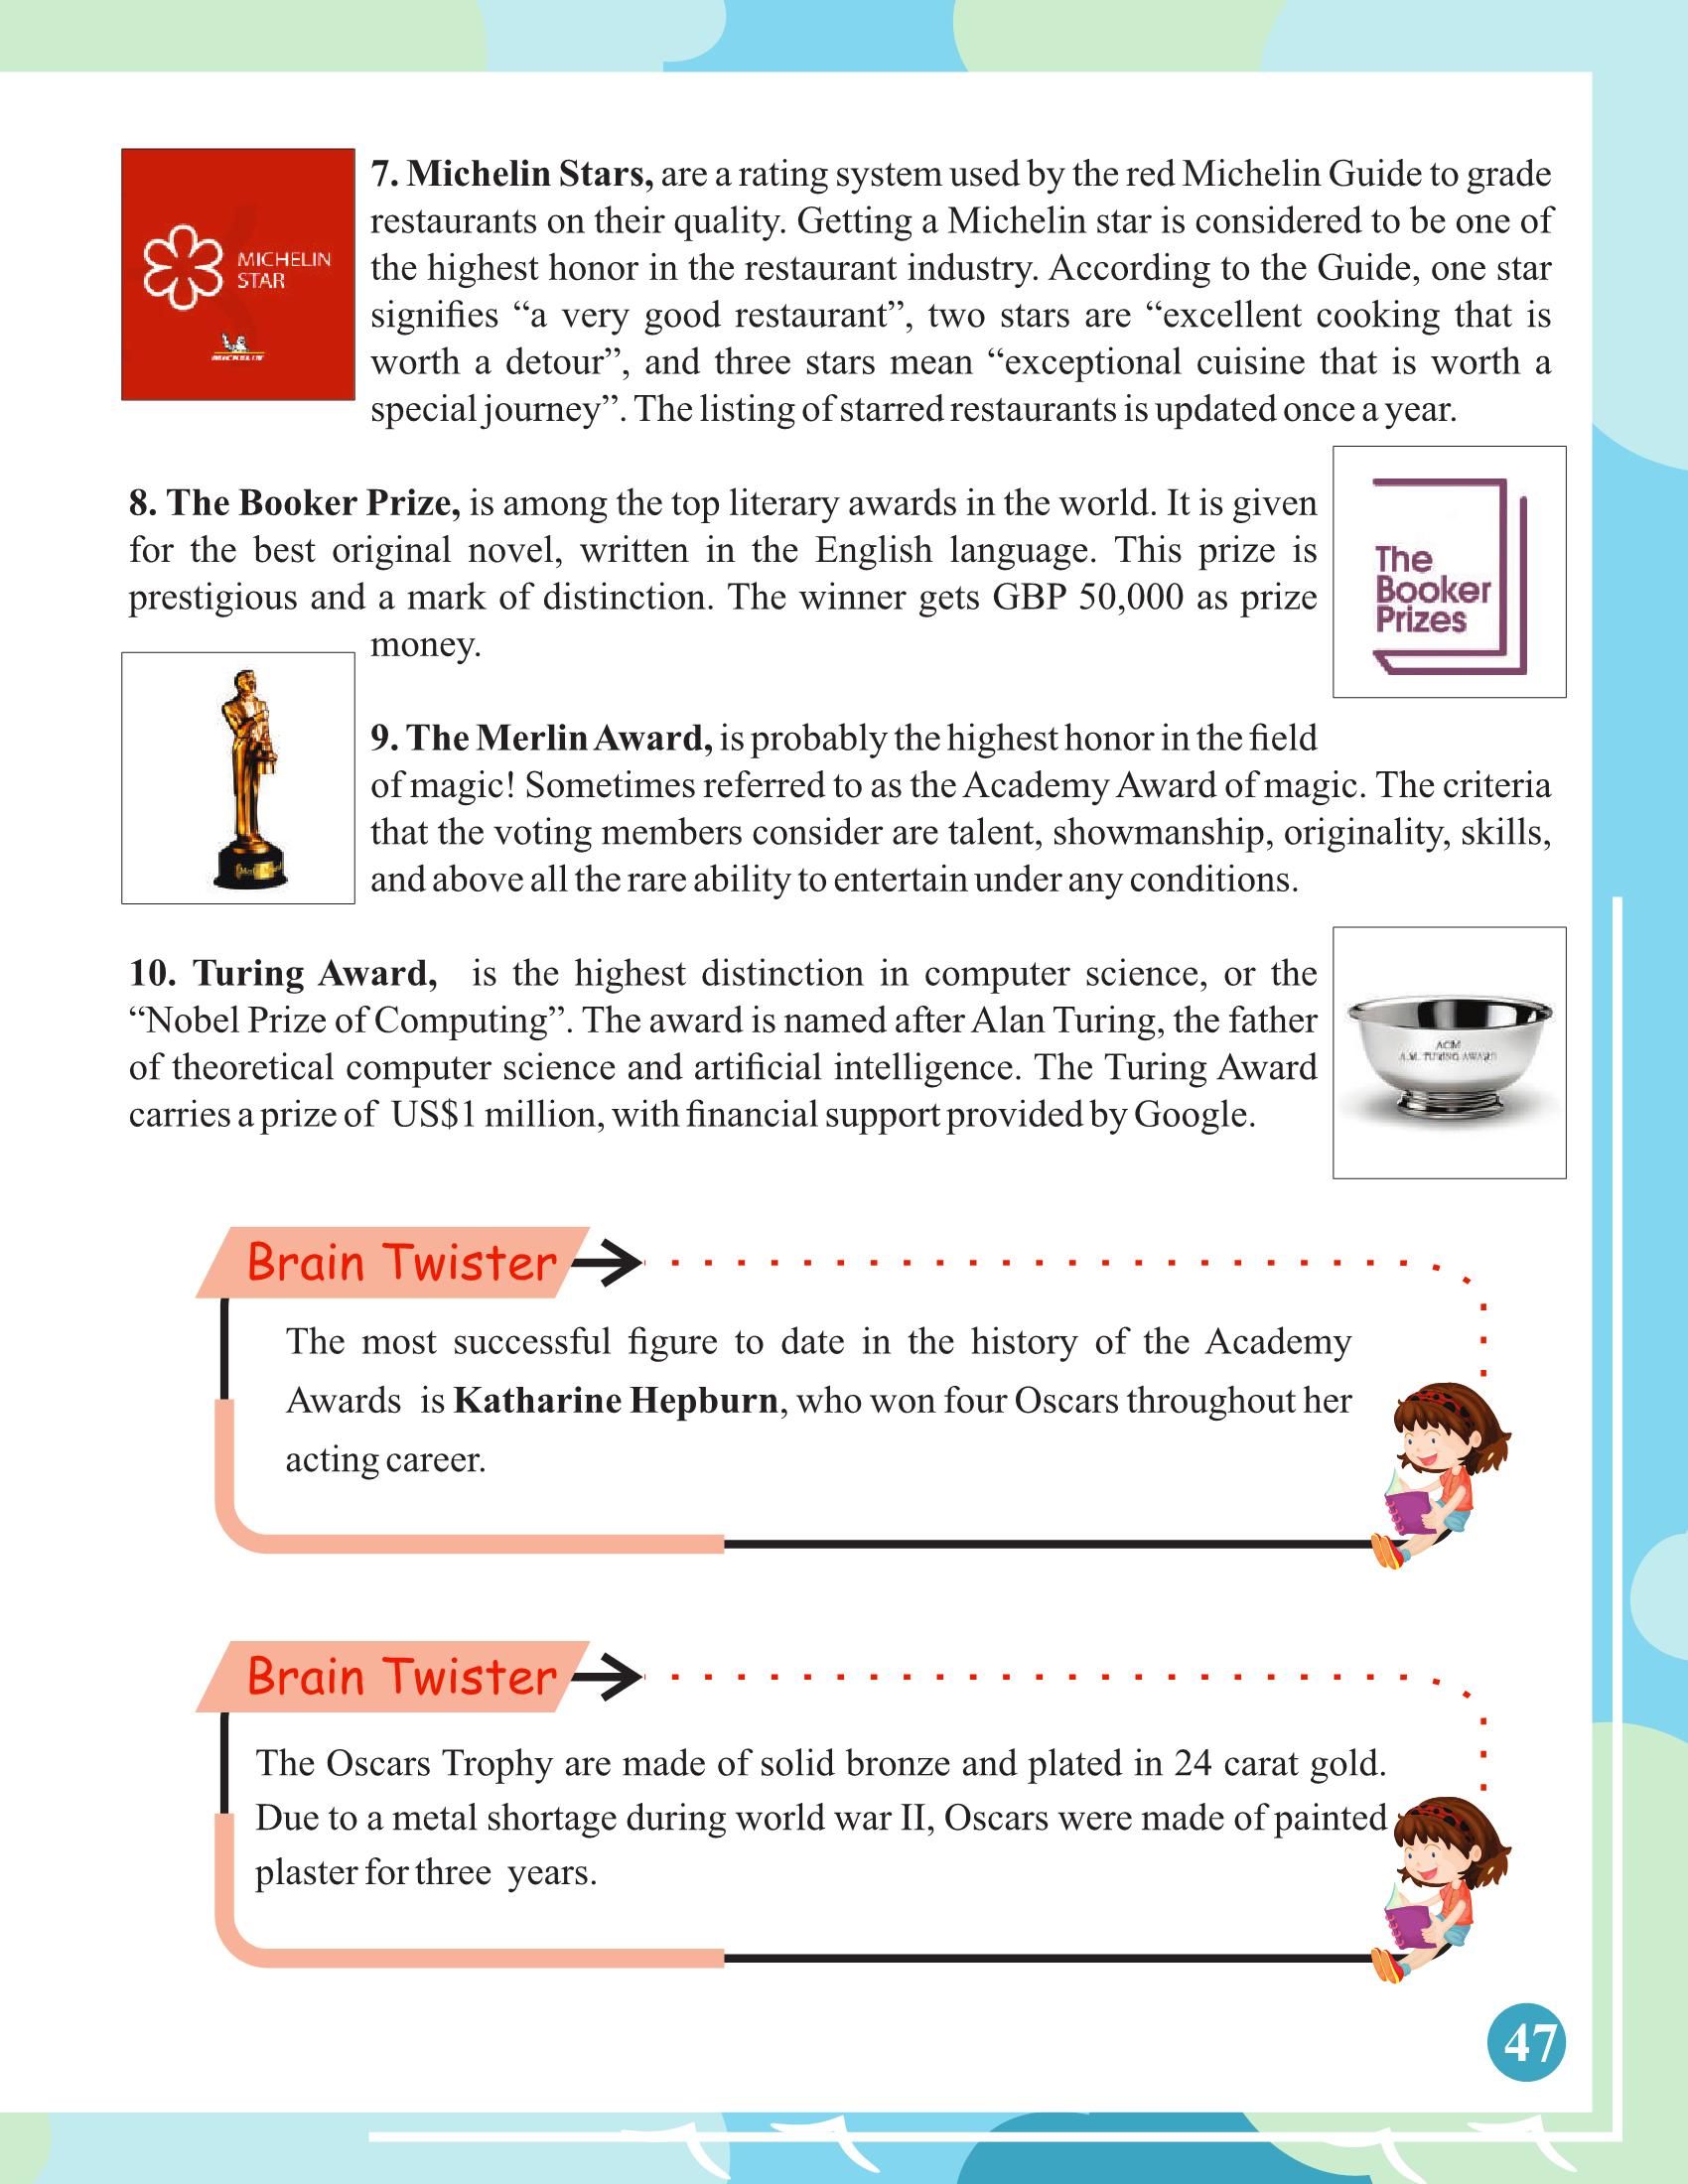 MICHELIN
STAR
MICHELIN
7. Michelin Stars, are a rating system used by the red Michelin Guide to grade
restaurants on their quality. Getting a Michelin star is considered to be one of
the highest honor in the restaurant industry. According to the Guide, one star
signifies “a very good restaurant”, two stars are “excellent cooking that is
worth a detour”, and three stars mean “exceptional cuisine that is worth a
special journey”. The listing of starred restaurants is updated once a year.
8. The Booker Prize, is among the top literary awards in the world. It is given
for the best original novel, written in the English language. This prize is
prestigious and a mark of distinction. The winner gets GBP 50,000 as prize
money.
The
Booker
Prizes
9. The Merlin Award, is probably the highest honor in the field
of magic! Sometimes referred to as the Academy Award of magic. The criteria
that the voting members consider are talent, showmanship, originality, skills,
and above all the rare ability to entertain under any conditions.
10. Turing Award, is the highest distinction in computer science, or the
“Nobel Prize of Computing”. The award is named after Alan Turing, the father
of theoretical computer science and artificial intelligence. The Turing Award
carries a prize of US$1 million, with financial support provided by Google.
ACM
A.M. TURING AWARD
Brain Twister
The most successful figure to date in the history of the Academy
Awards is Katharine Hepburn, who won four Oscars throughout her
acting career.
Brain Twister
The Oscars Trophy are made of solid bronze and plated in 24 carat gold.
Due to a metal shortage during world war II, Oscars were made of painted
plaster for three years.
47